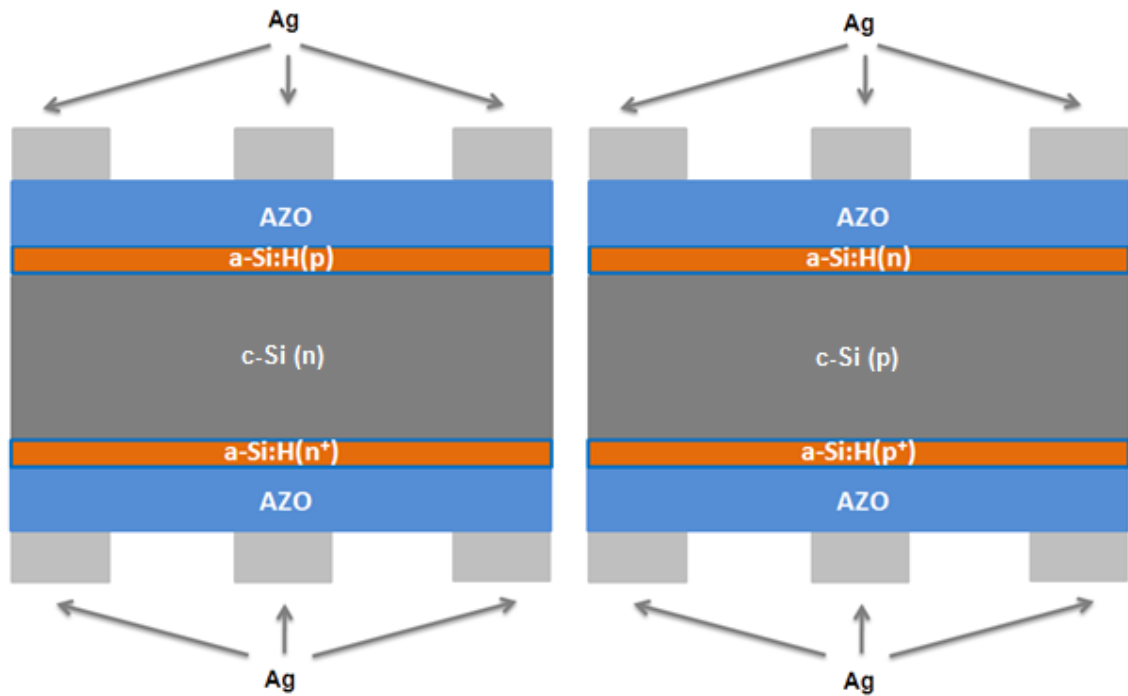 Ag
AZO
a-Si:H(p)
c-Si (n)
a-Si:H(n⁺)
AZO
Ag
Ag
AZO
a-Si:H(n)
c-Si (p)
a-Si:H(p⁺)
AZO
Ag